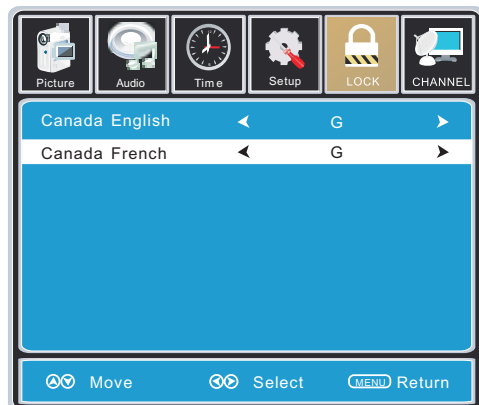 Picture Audio Time Setup LOCK CHANNEL
Canada English G
Canada French G
Move Select MENU Return